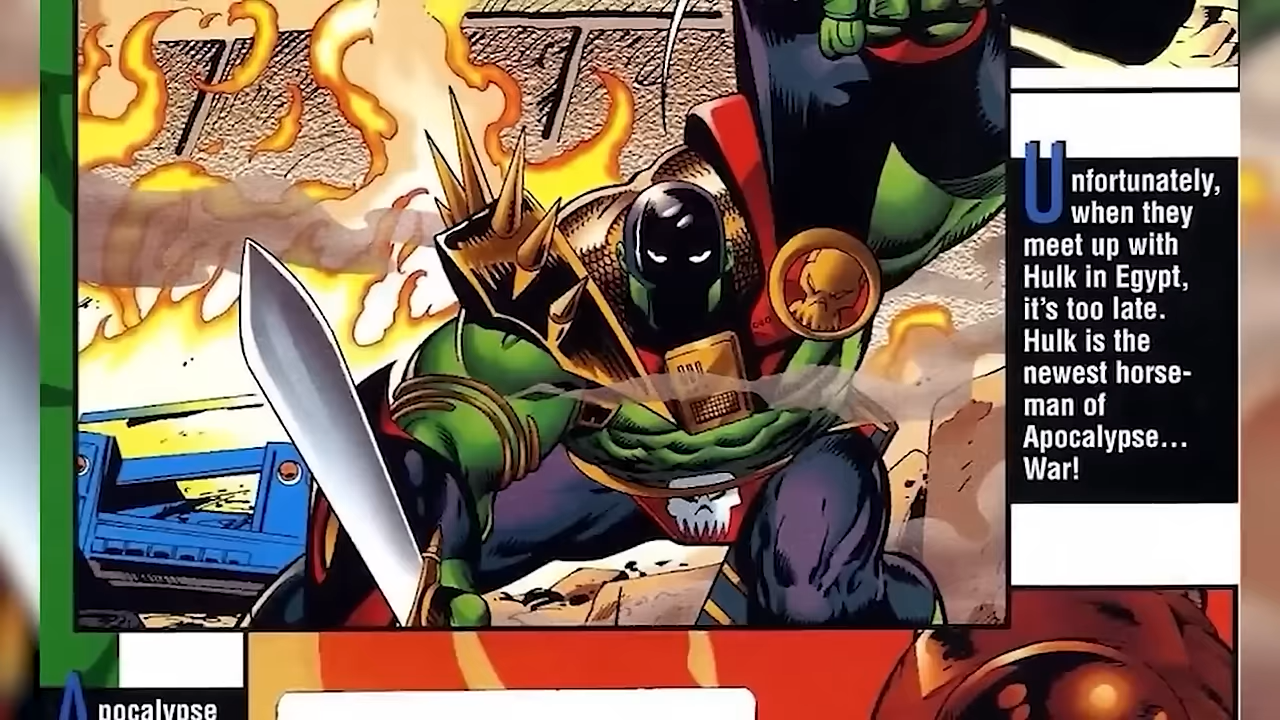 Unfortunately,
when they
meet up with
Hulk in Egypt,
it's too late.
Hulk is the
newest horse-
man of
Apocalypse...
War!
Apocalypse